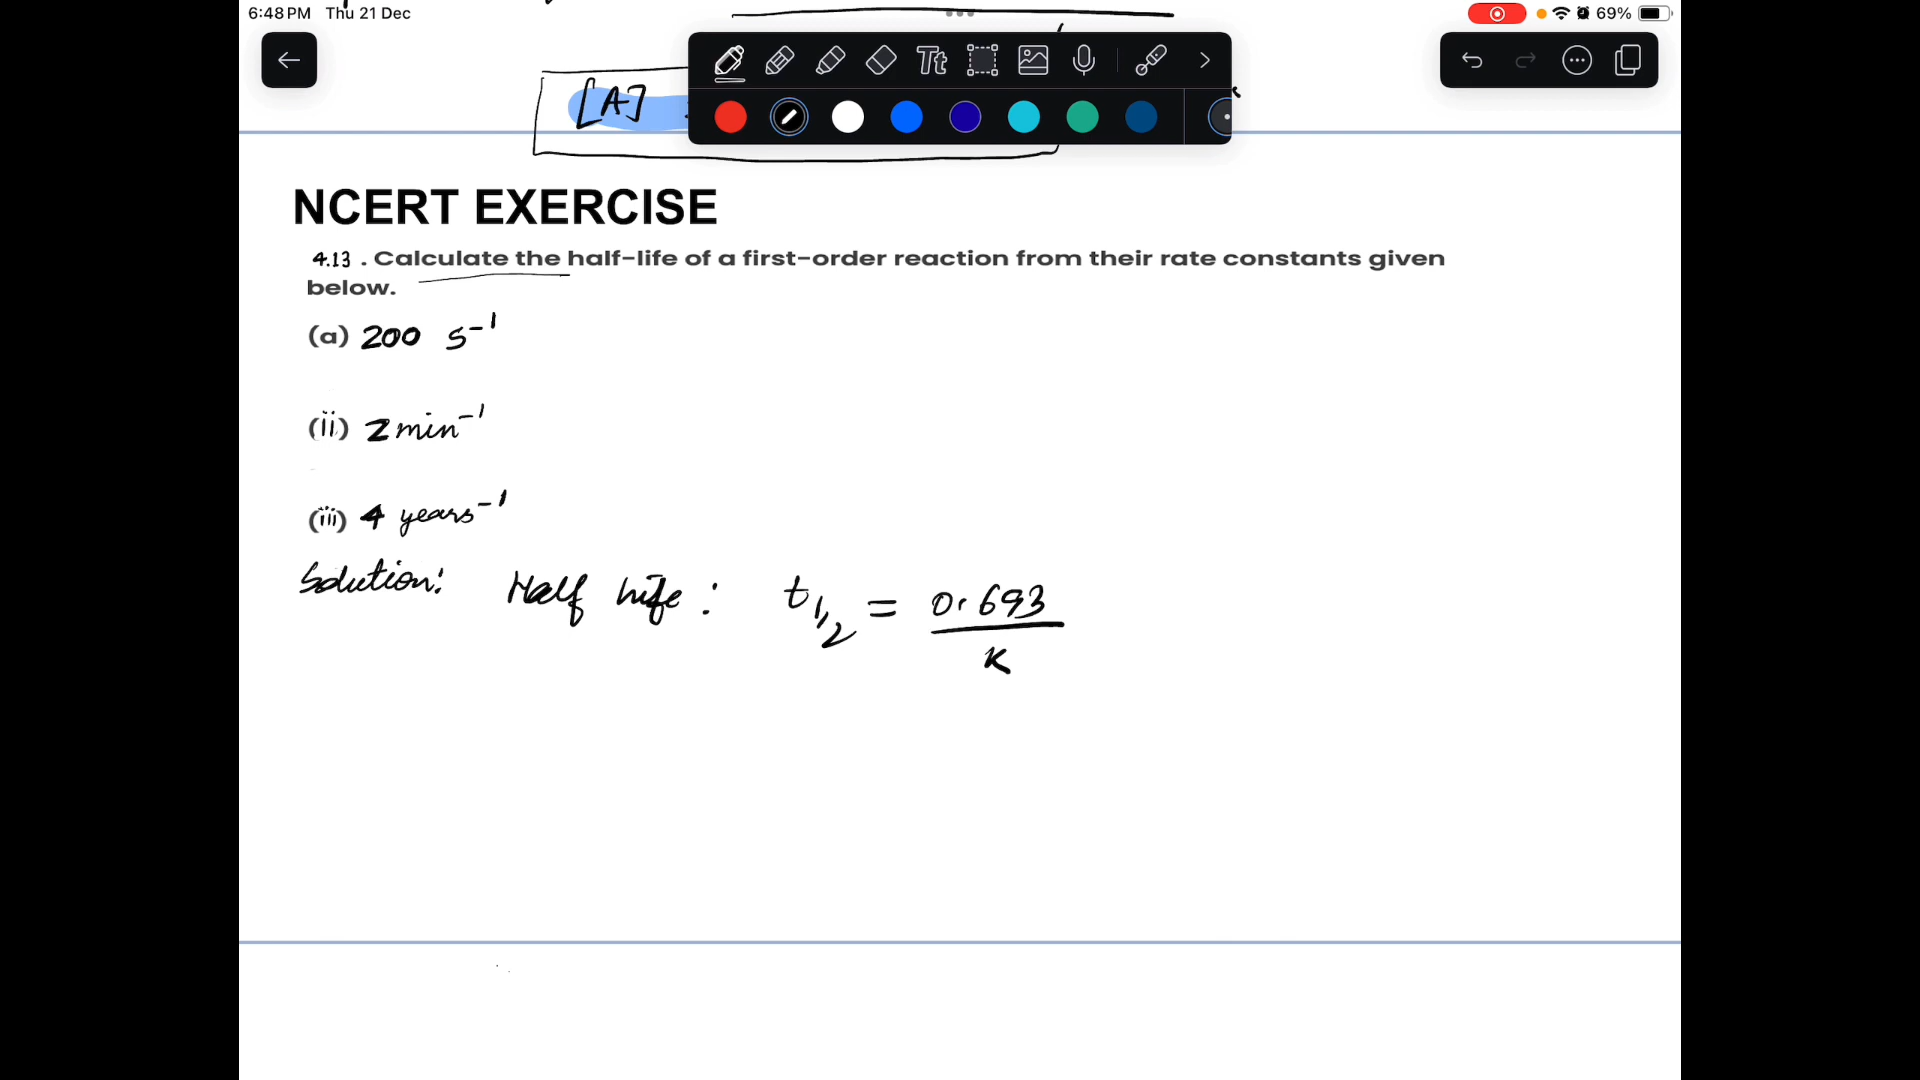 6:48 PM Thu 21 Dec
69%
Tt
[A]
NCERT EXERCISE
4.13 . Calculate the half-life of a first-order reaction from their rate constants given
below.
(a) 200 s⁻¹
(ii) 2 min⁻¹
(iii) 4 years⁻¹
Solution: Half life : t1/2 = 0.693
K